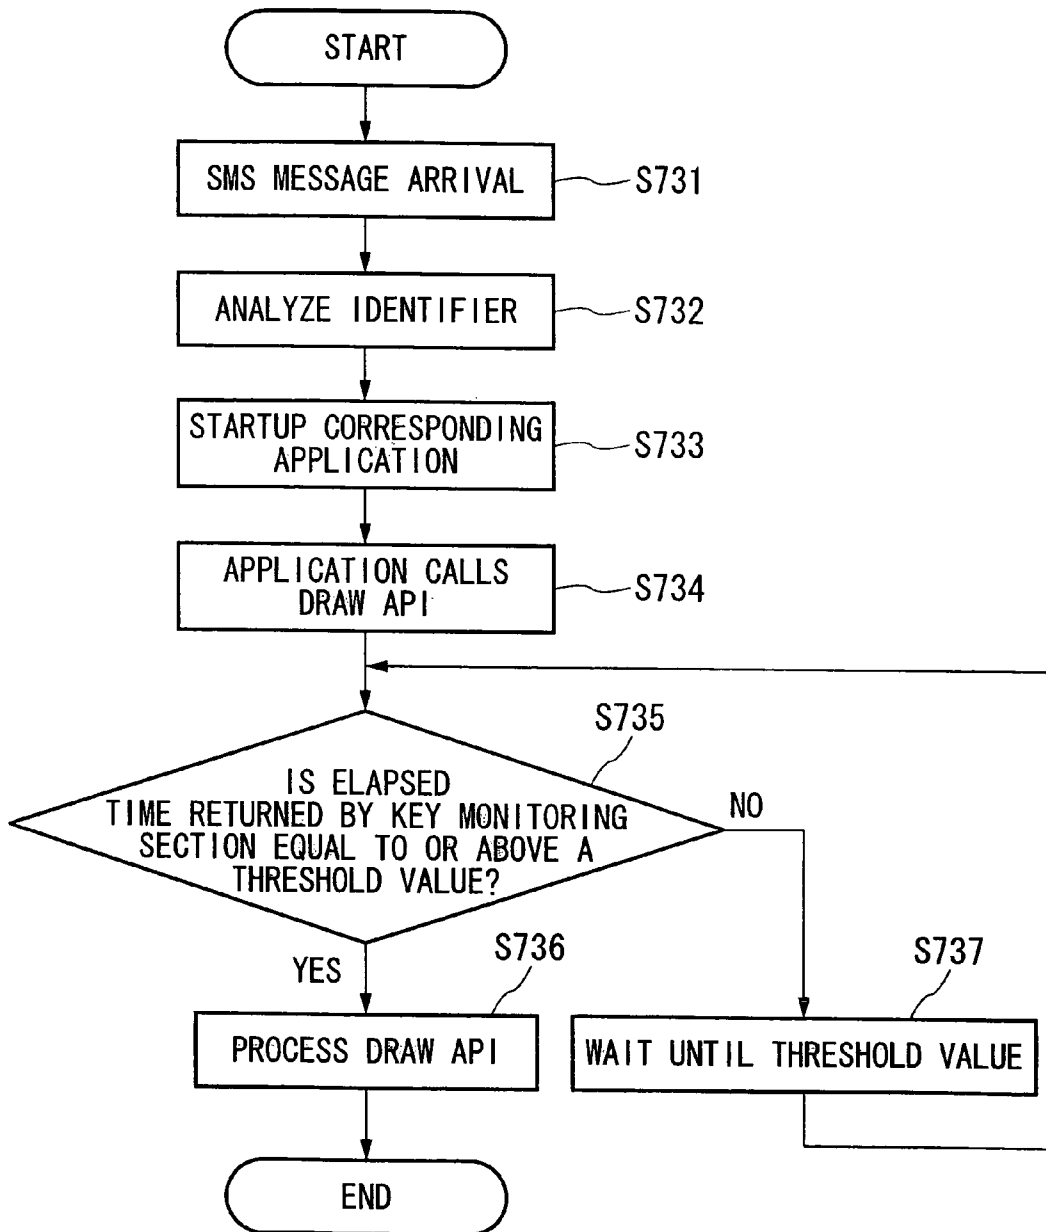 START
SMS MESSAGE ARRIVAL
S731
ANALYZE IDENTIFIER
S732
STARTUP CORRESPONDING
APPLICATION
S733
APPLICATION CALLS
DRAW API
S734
S735
IS ELAPSED
TIME RETURNED BY KEY MONITORING
SECTION EQUAL TO OR ABOVE A
THRESHOLD VALUE?
NO
YES
S736
S737
PROCESS DRAW API
WAIT UNTIL THRESHOLD VALUE
END